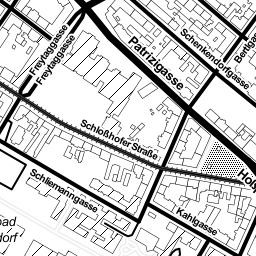 Freytaggasse
Freytaggasse
Patrizigasse
Schenkendorfgasse
Schloßhofer Straße
Schliemanngasse
Kahlgasse